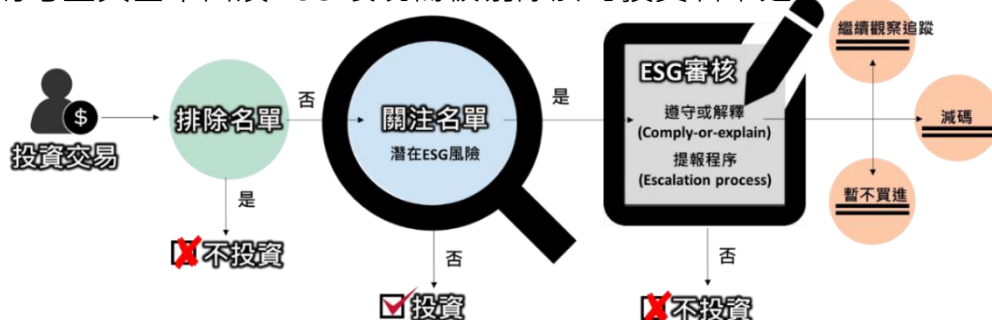 投資交易
$
排除名單
是
不投資
否
關注名單
潛在ESG風險
否
投資
是
ESG審核
遵守或解釋
(Comply-or-explain)
提報程序
(Escalation process)
否
不投資
繼續觀察追蹤
減碼
暫不買進